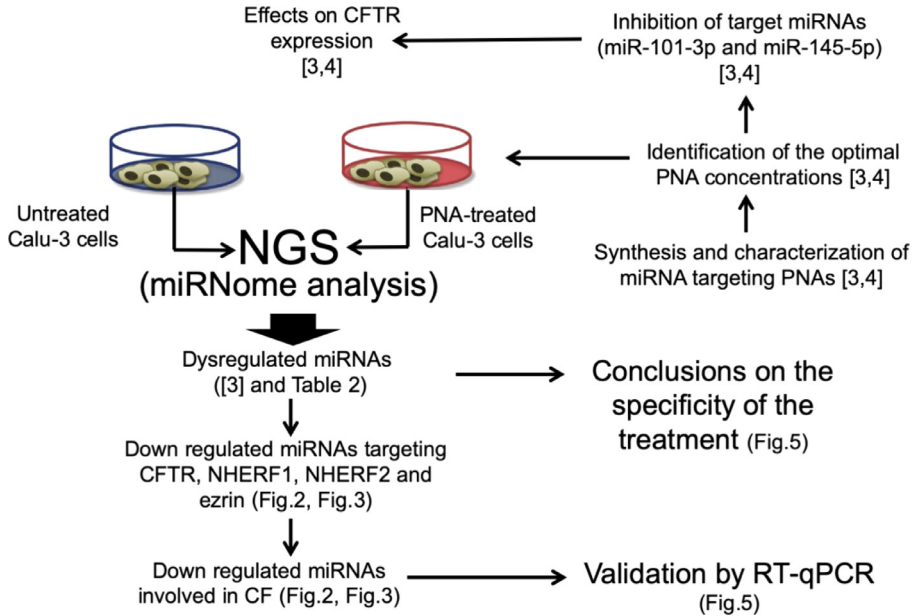 Effects on CFTR
expression
[3,4]
Inhibition of target miRNAs
(miR-101-3p and miR-145-5p)
[3,4]
Identification of the optimal
PNA concentrations [3,4]
Synthesis and characterization of
miRNA targeting PNAs [3,4]
Untreated
Calu-3 cells
PNA-treated
Calu-3 cells
NGS
(miRNome analysis)
Dysregulated miRNAs
([3] and Table 2)
Conclusions on the
specificity of the
treatment (Fig.5)
Down regulated miRNAs targeting
CFTR, NHERF1, NHERF2 and
ezrin (Fig.2, Fig.3)
Down regulated miRNAs
involved in CF (Fig.2, Fig.3)
Validation by RT-qPCR
(Fig.5)